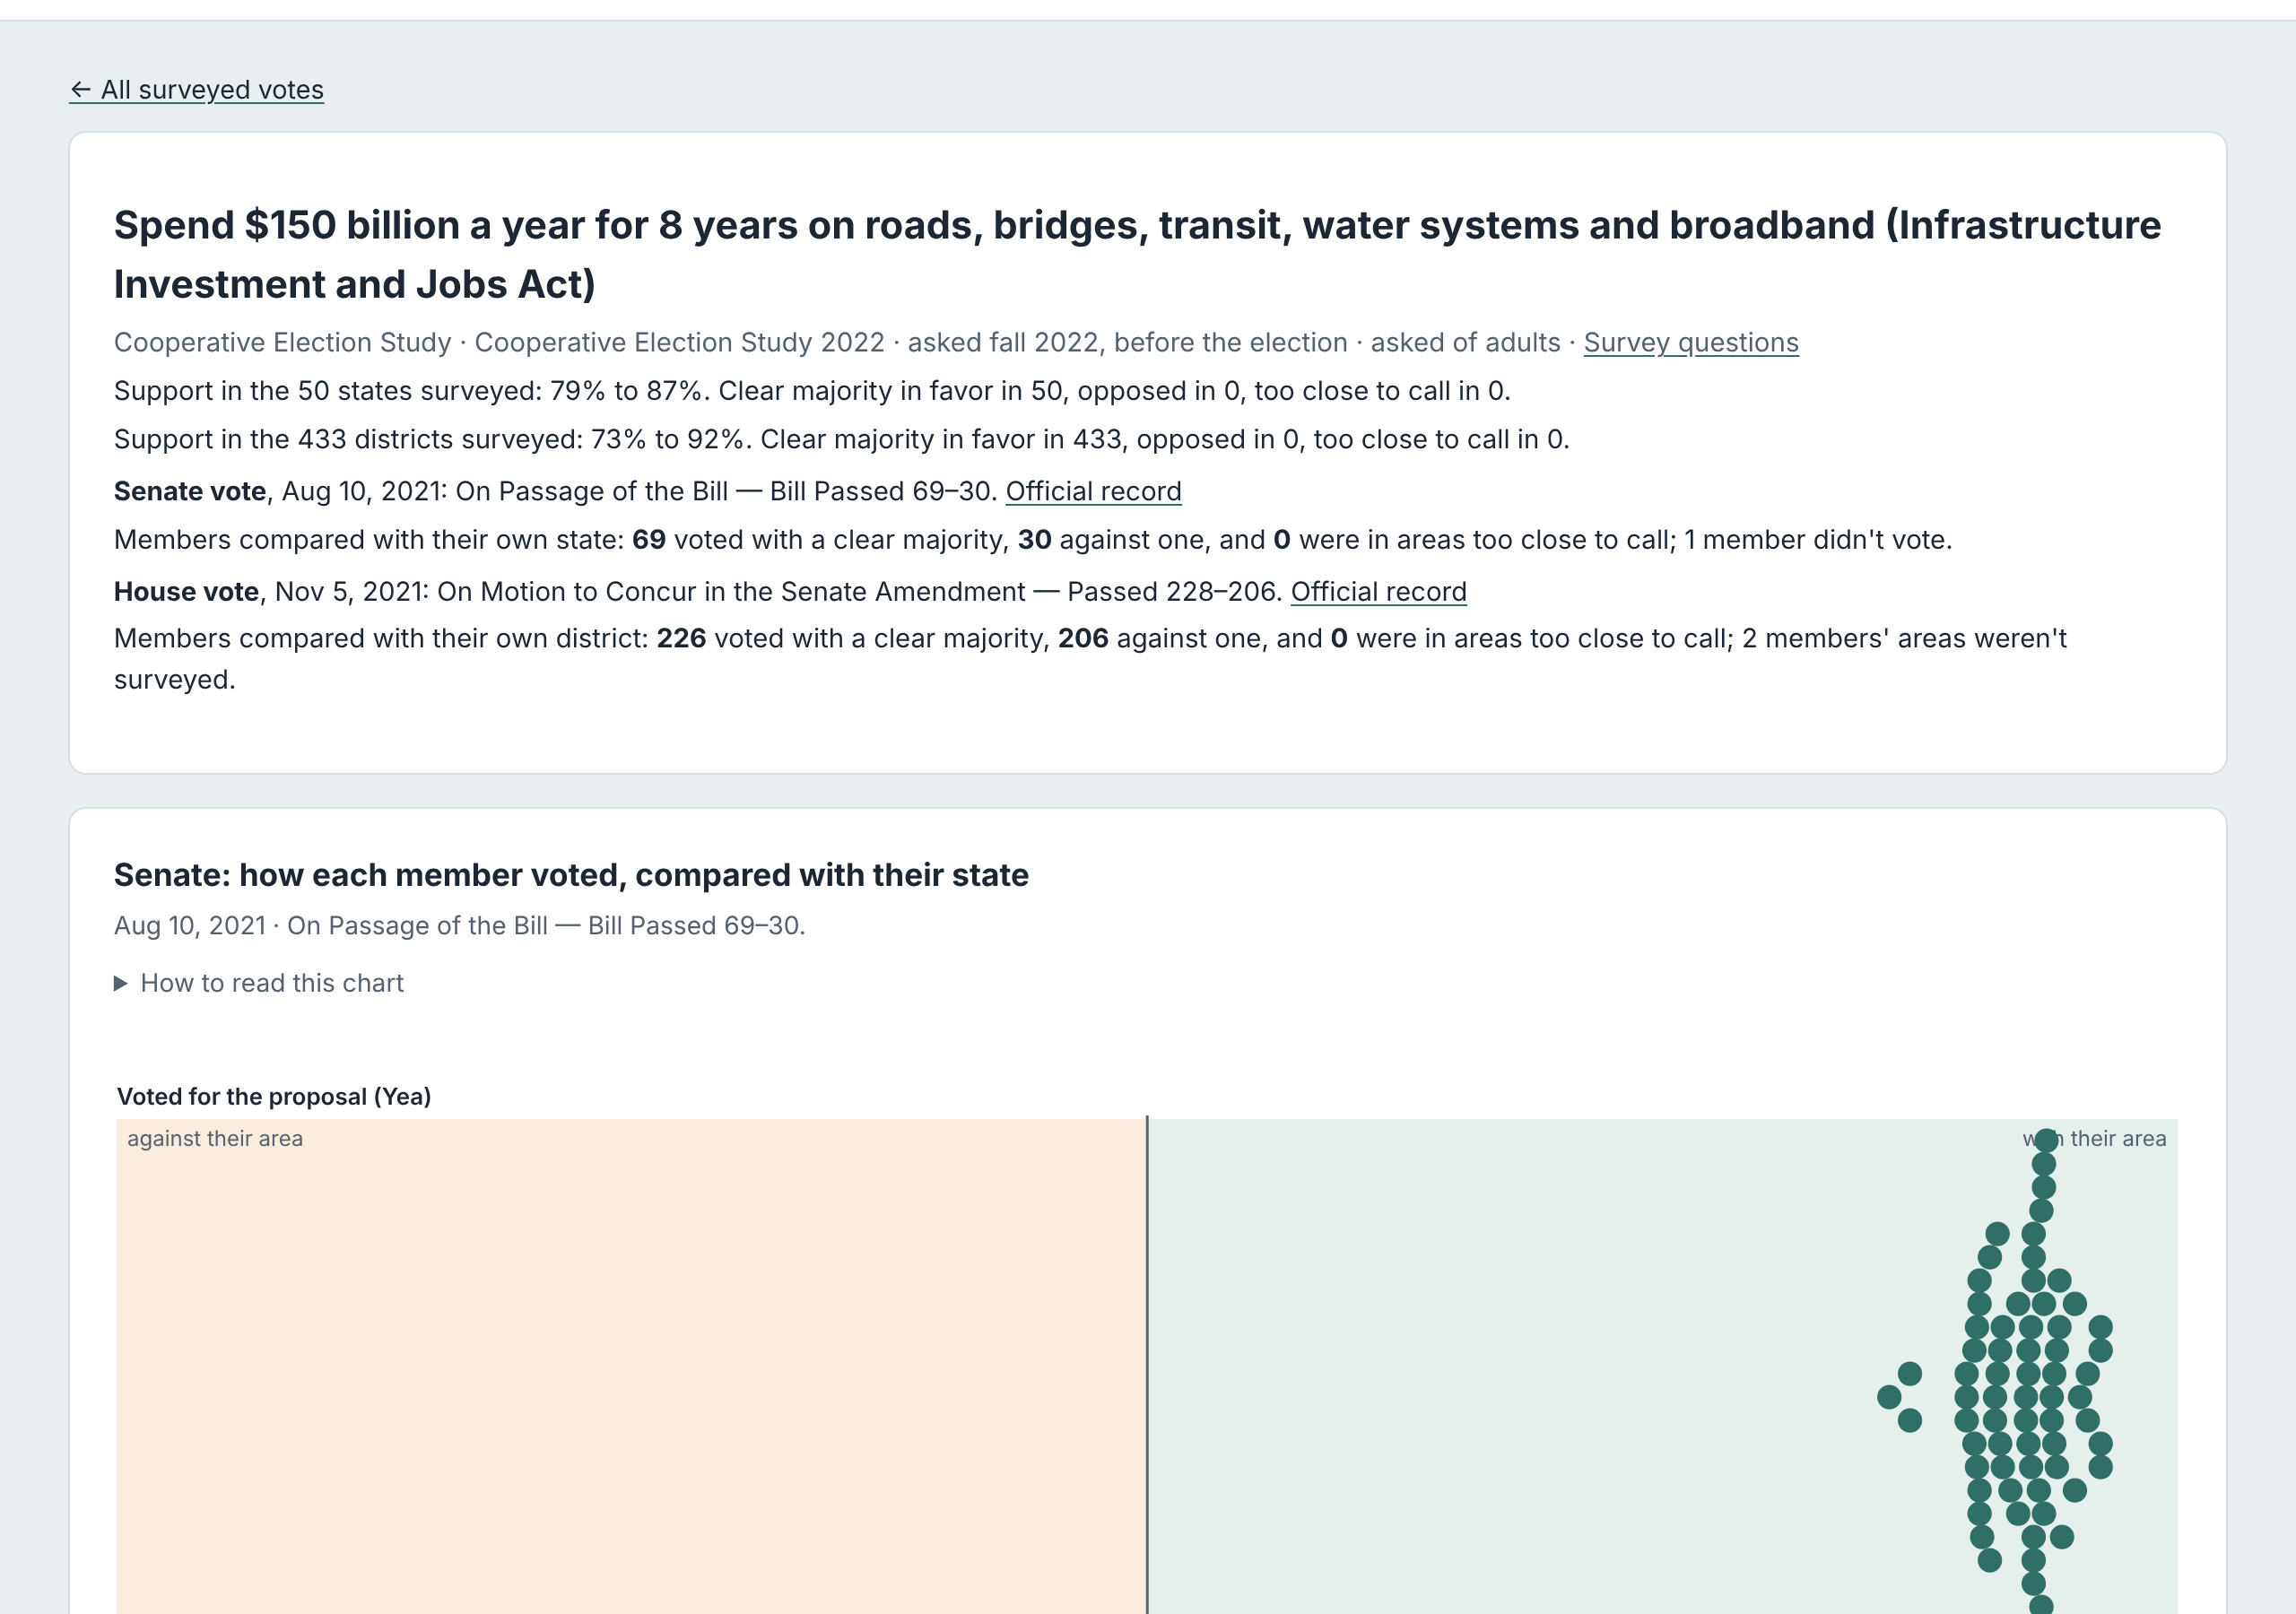 ← All surveyed votes
Spend $150 billion a year for 8 years on roads, bridges, transit, water systems and broadband (Infrastructure
Investment and Jobs Act)
Cooperative Election Study · Cooperative Election Study 2022 · asked fall 2022, before the election · asked of adults · Survey questions
Support in the 50 states surveyed: 79% to 87%. Clear majority in favor in 50, opposed in 0, too close to call in 0.
Support in the 433 districts surveyed: 73% to 92%. Clear majority in favor in 433, opposed in 0, too close to call in 0.
Senate vote, Aug 10, 2021: On Passage of the Bill — Bill Passed 69–30. Official record
Members compared with their own state: 69 voted with a clear majority, 30 against one, and 0 were in areas too close to call; 1 member didn't vote.
House vote, Nov 5, 2021: On Motion to Concur in the Senate Amendment — Passed 228–206. Official record
Members compared with their own district: 226 voted with a clear majority, 206 against one, and 0 were in areas too close to call; 2 members' areas weren't
surveyed.
Senate: how each member voted, compared with their state
Aug 10, 2021 · On Passage of the Bill — Bill Passed 69–30.
▶ How to read this chart
Voted for the proposal (Yea)
against their area
with their area